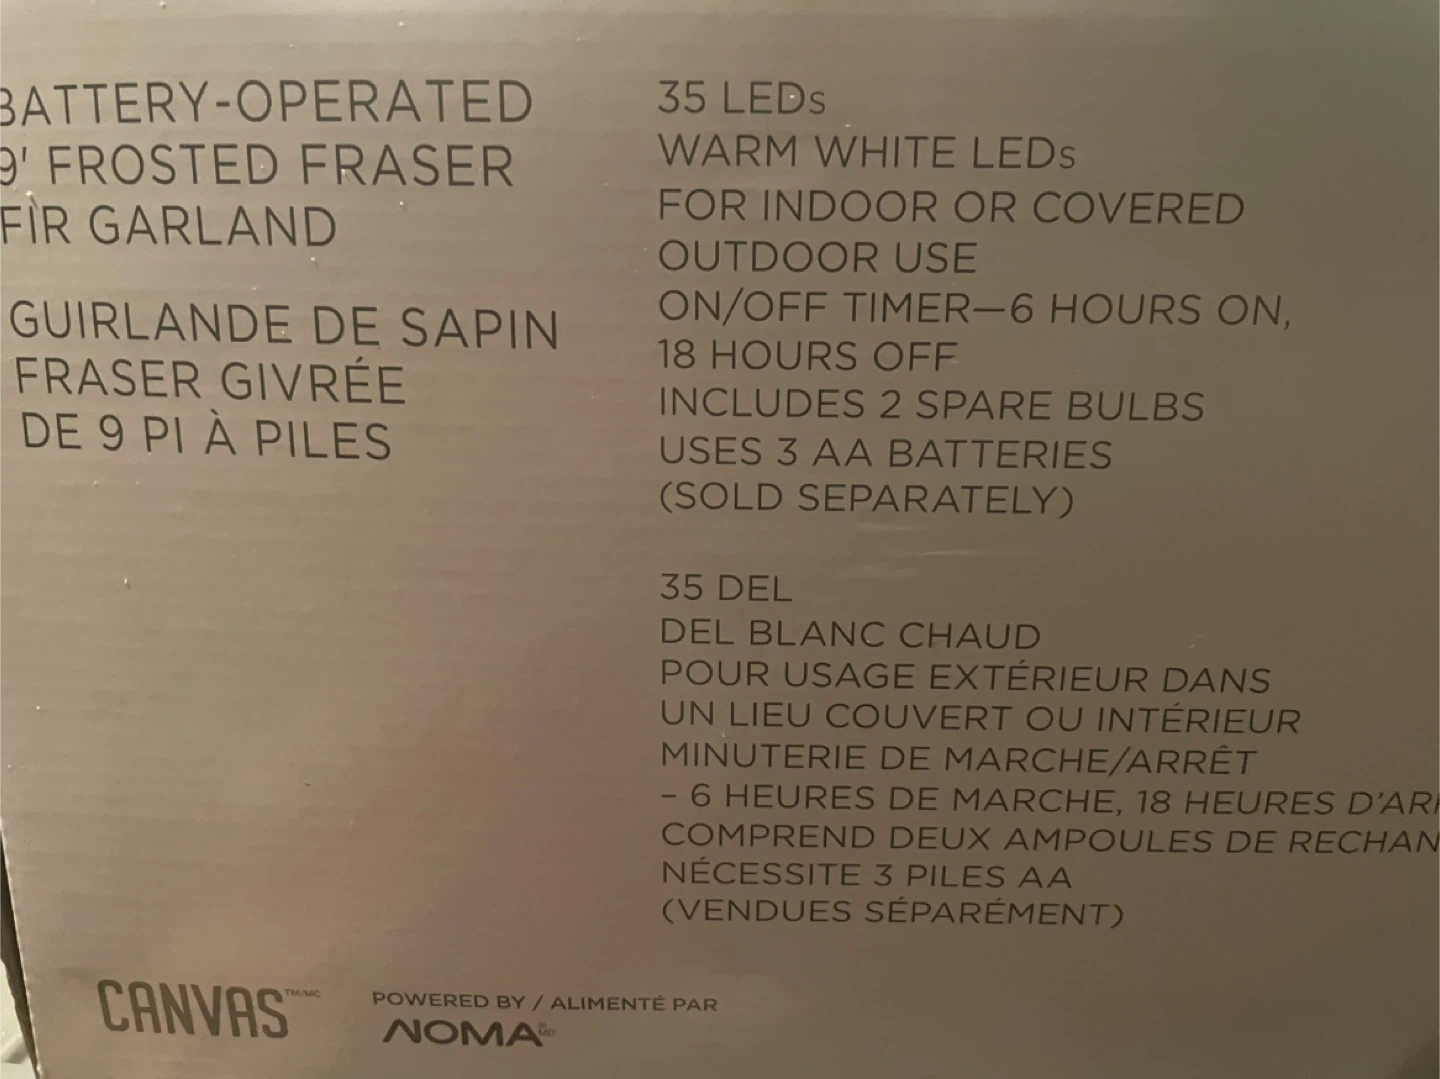 BATTERY-OPERATED
9' FROSTED FRASER
FIR GARLAND
GUIRLANDE DE SAPIN
FRASER GIVRÉE
DE 9 PI À PILES
35 LEDs
WARM WHITE LEDs
FOR INDOOR OR COVERED
OUTDOOR USE
ON/OFF TIMER—6 HOURS ON,
18 HOURS OFF
INCLUDES 2 SPARE BULBS
USES 3 AA BATTERIES
(SOLD SEPARATELY)
35 DEL
DEL BLANC CHAUD
POUR USAGE EXTÉRIEUR DANS
UN LIEU COUVERT OU INTÉRIEUR
MINUTERIE DE MARCHE/ARRÊT
– 6 HEURES DE MARCHE, 18 HEURES
COMPREND DEUX AMPOULES DE
NÉCESSITE 3 PILES AA
(VENDUES SÉPARÉMENT)
CANVAS TM/MC
POWERED BY / ALIMENTÉ PAR
NOMA ® MD